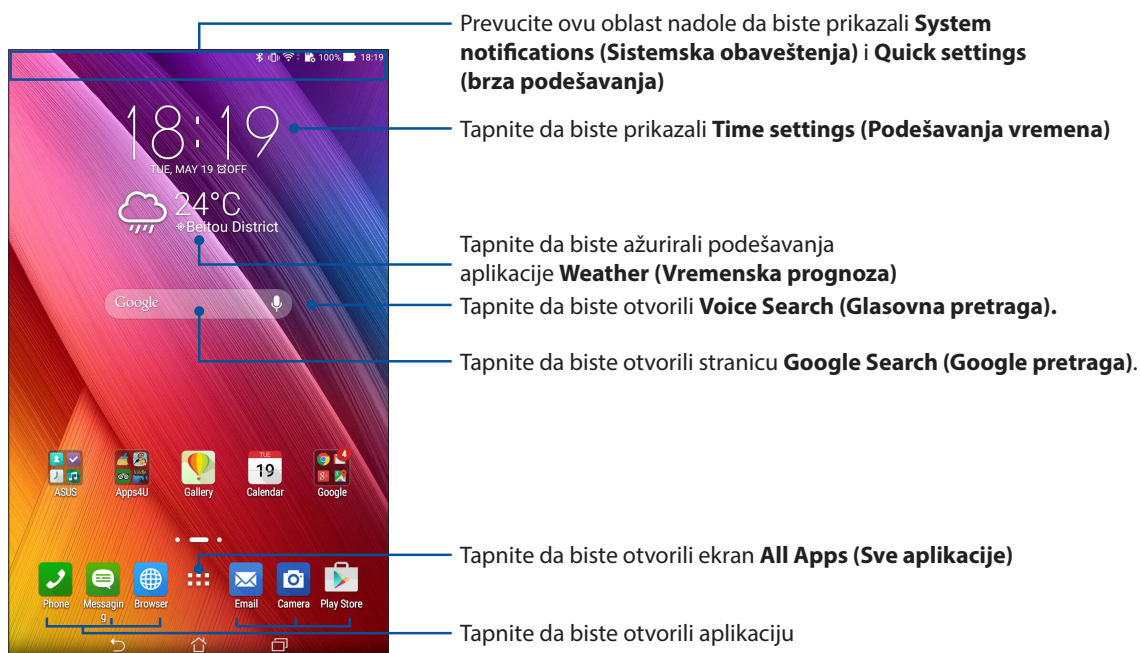 Prevucite ovu oblast nadole da biste prikazali System
notifications (Sistemska obaveštenja) i Quick settings
(brza podešavanja)
100% 18:19
18:19
Tapnite da biste prikazali Time settings (Podešavanja vremena)
TUE, MAY 19 OFF
24°C
Beitou District
Tapnite da biste ažurirali podešavanja
aplikacije Weather (Vremenska prognoza)
Google
Tapnite da biste otvorili Voice Search (Glasovna pretraga).
Tapnite da biste otvorili stranicu Google Search (Google pretraga).
TUE
19
4
ASUS Apps4U Gallery Calendar Google
Tapnite da biste otvorili ekran All Apps (Sve aplikacije)
Phone Messagin Browser Email Camera Play Store
g
Tapnite da biste otvorili aplikaciju